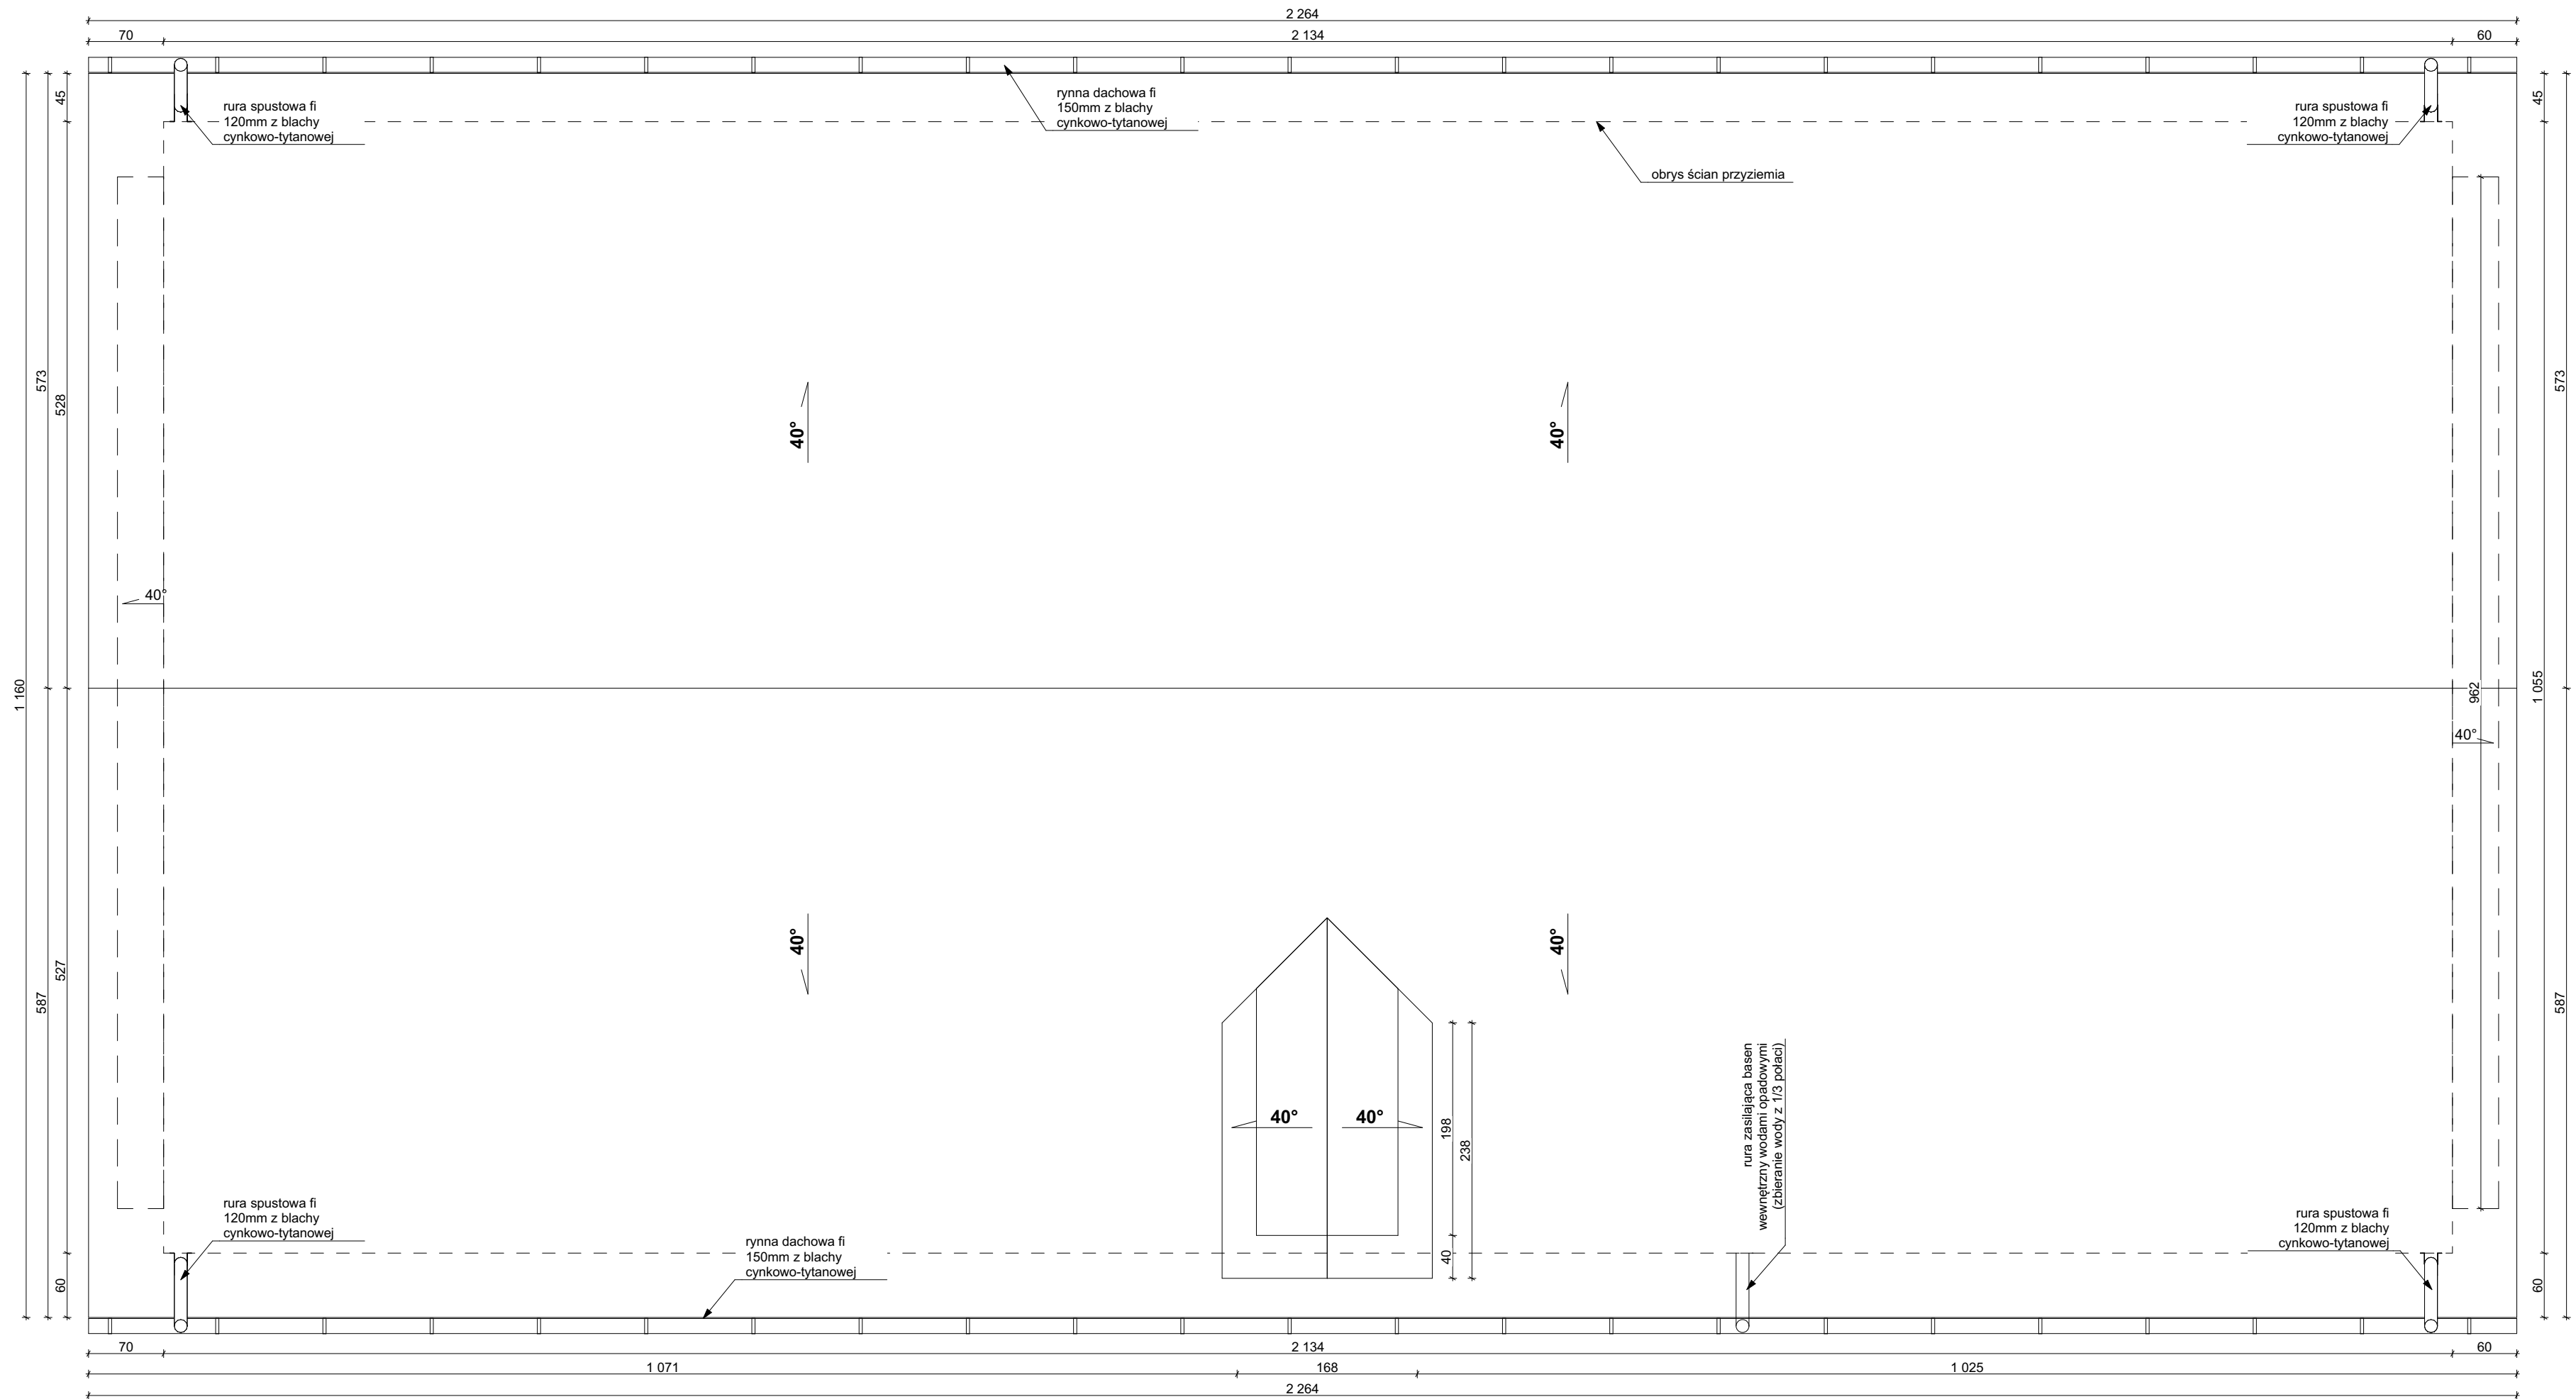 2 264
70
2 134
60
rura spustowa fi
120mm z blachy
cynkowo-tytanowej
rynna dachowa fi
150mm z blachy
cynkowo-tytanowej
rura spustowa fi
120mm z blachy
cynkowo-tytanowej
obrys ścian przyziemia
45
45
573
528
573
40°
40°
40°
1 160
962
1 055
40°
40°
40°
527
587
587
40°
40°
198
238
40
rura zasilająca basen
wewnętrzny wodami opadowymi
(zbieranie wody z 1/3 połaci)
rura spustowa fi
120mm z blachy
cynkowo-tytanowej
rynna dachowa fi
150mm z blachy
cynkowo-tytanowej
rura spustowa fi
120mm z blachy
cynkowo-tytanowej
60
60
70
2 134
60
1 071
168
1 025
2 264